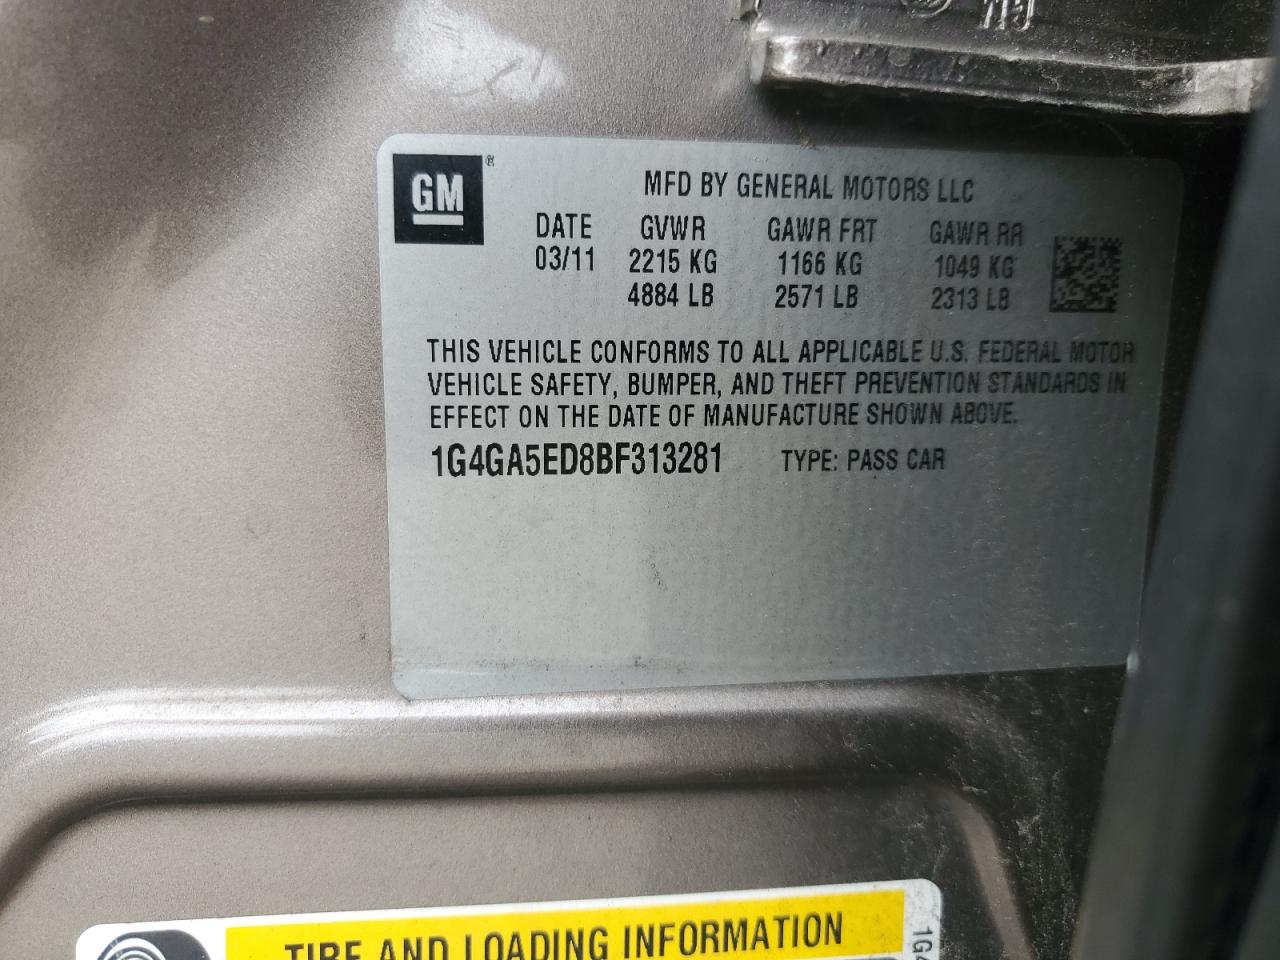 GM
MFD BY GENERAL MOTORS LLC
DATE GVWR GAWR FRT GAWR RR
03/11 2215 KG 1166 KG 1049 KG
4884 LB 2571 LB 2313 LB
THIS VEHICLE CONFORMS TO ALL APPLICABLE U.S. FEDERAL MOTOR
VEHICLE SAFETY, BUMPER, AND THEFT PREVENTION STANDARDS IN
EFFECT ON THE DATE OF MANUFACTURE SHOWN ABOVE.
1G4GA5ED8BF313281 TYPE: PASS CAR
TIRE AND LOADING INFORMATION